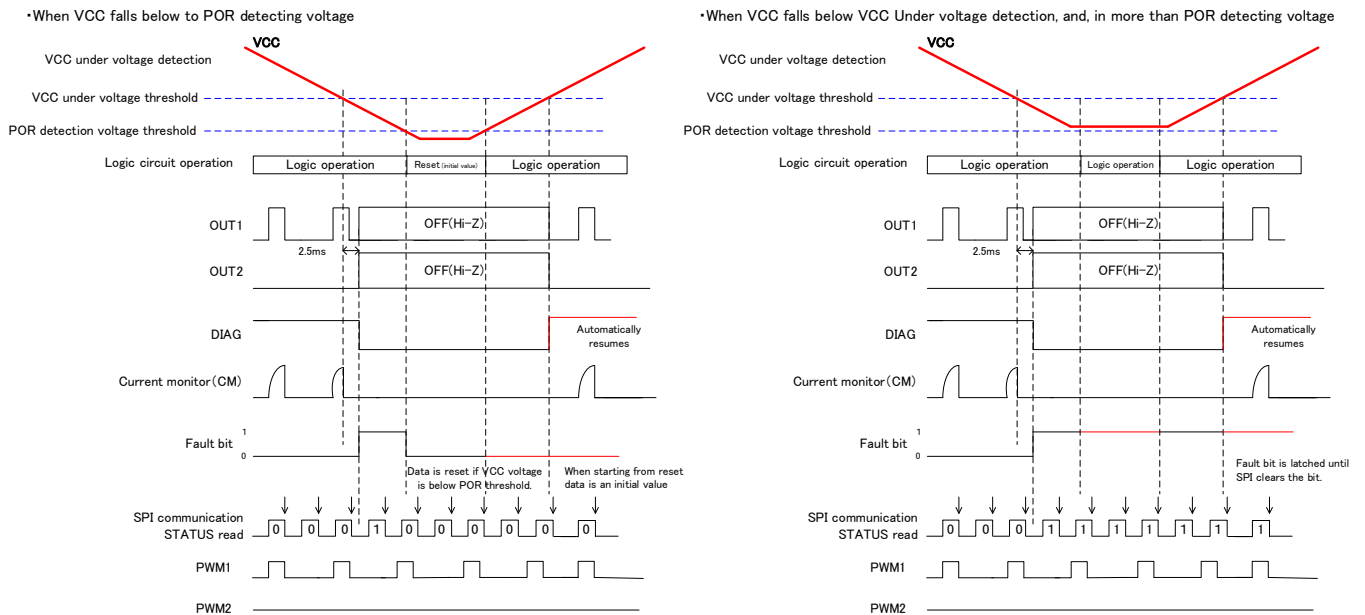 ・When VCC falls below to POR detecting voltage
VCC
VCC under voltage detection
VCC under voltage threshold
POR detection voltage threshold
Logic circuit operation
Logic operation
Reset(initial value)
Logic operation
OUT1
OFF(Hi-Z)
2.5ms
OUT2
OFF(Hi-Z)
DIAG
Automatically
resumes
Current monitor(CM)
Fault bit
1
0
Data is reset if VCC voltage
is below POR threshold.
When starting from reset
data is an initial value
SPI communication
STATUS read
0 0 0 1 0 0 0 0 0
PWM1
PWM2
・When VCC falls below VCC Under voltage detection, and, in more than POR detecting voltage
VCC
VCC under voltage detection
VCC under voltage threshold
POR detection voltage threshold
Logic circuit operation
Logic operation
Logic operation
Logic operation
OUT1
OFF(Hi-Z)
2.5ms
OUT2
OFF(Hi-Z)
DIAG
Automatically
resumes
Current monitor(CM)
Fault bit
1
0
Fault bit is latched until
SPI clears the bit.
SPI communication
STATUS read
0 0 0 1 1 1 1 1 1
PWM1
PWM2